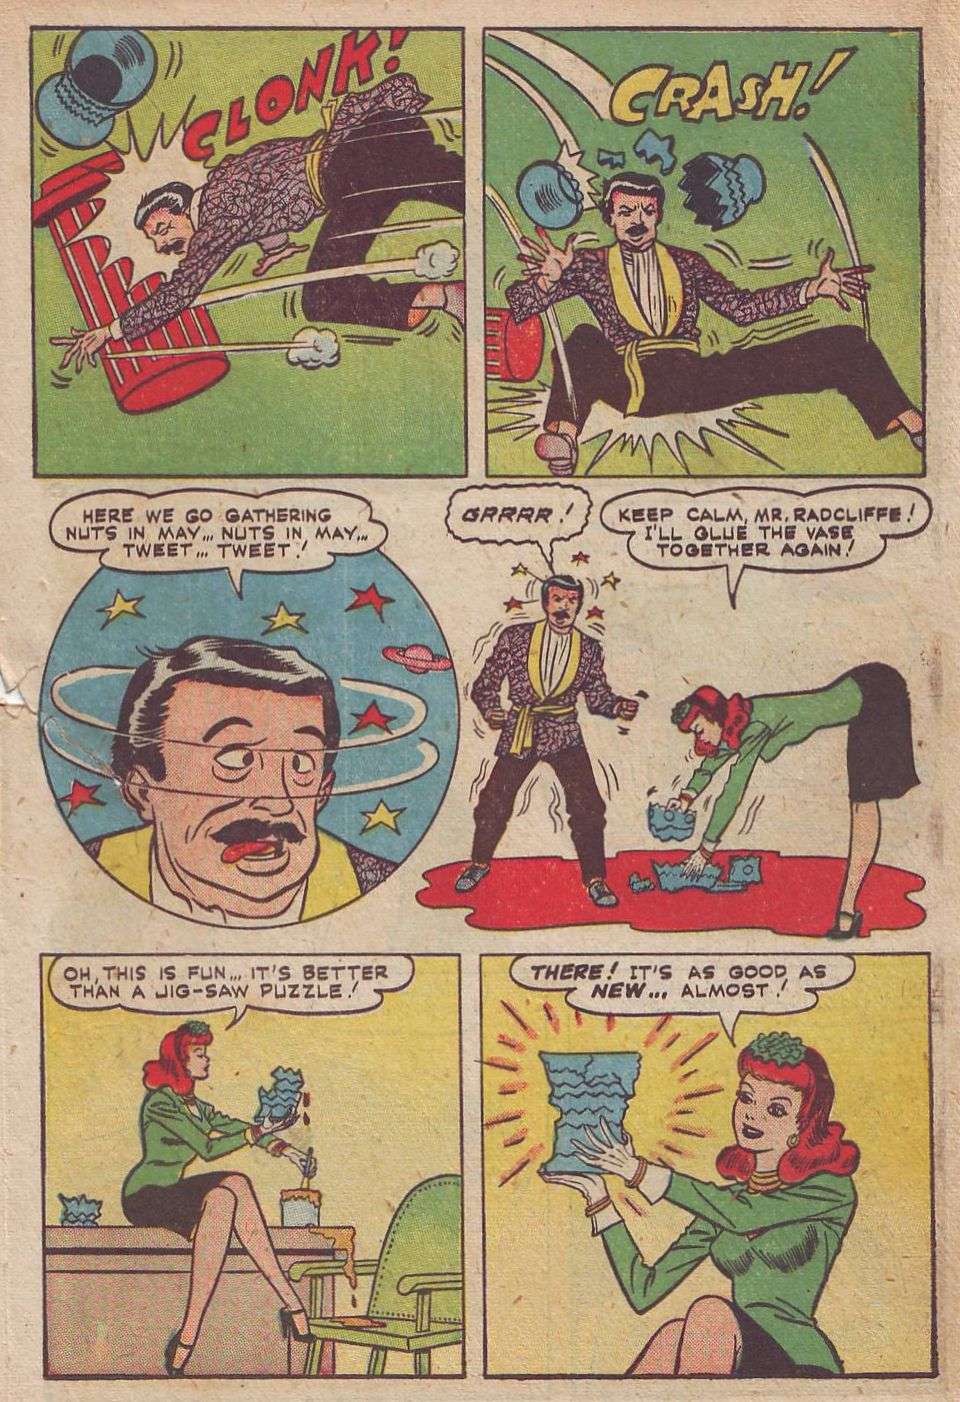 CLONK!
CRASH!
HERE WE GO GATHERING
NUTS IN MAY... NUTS IN MAY...
TWEET... TWEET!
GRRRR!
KEEP CALM, MR. RADCLIFFE!
I'LL GLUE THE VASE
TOGETHER AGAIN!
OH, THIS IS FUN... IT'S BETTER
THAN A JIG-SAW PUZZLE!
THERE! IT'S AS GOOD AS
NEW... ALMOST!